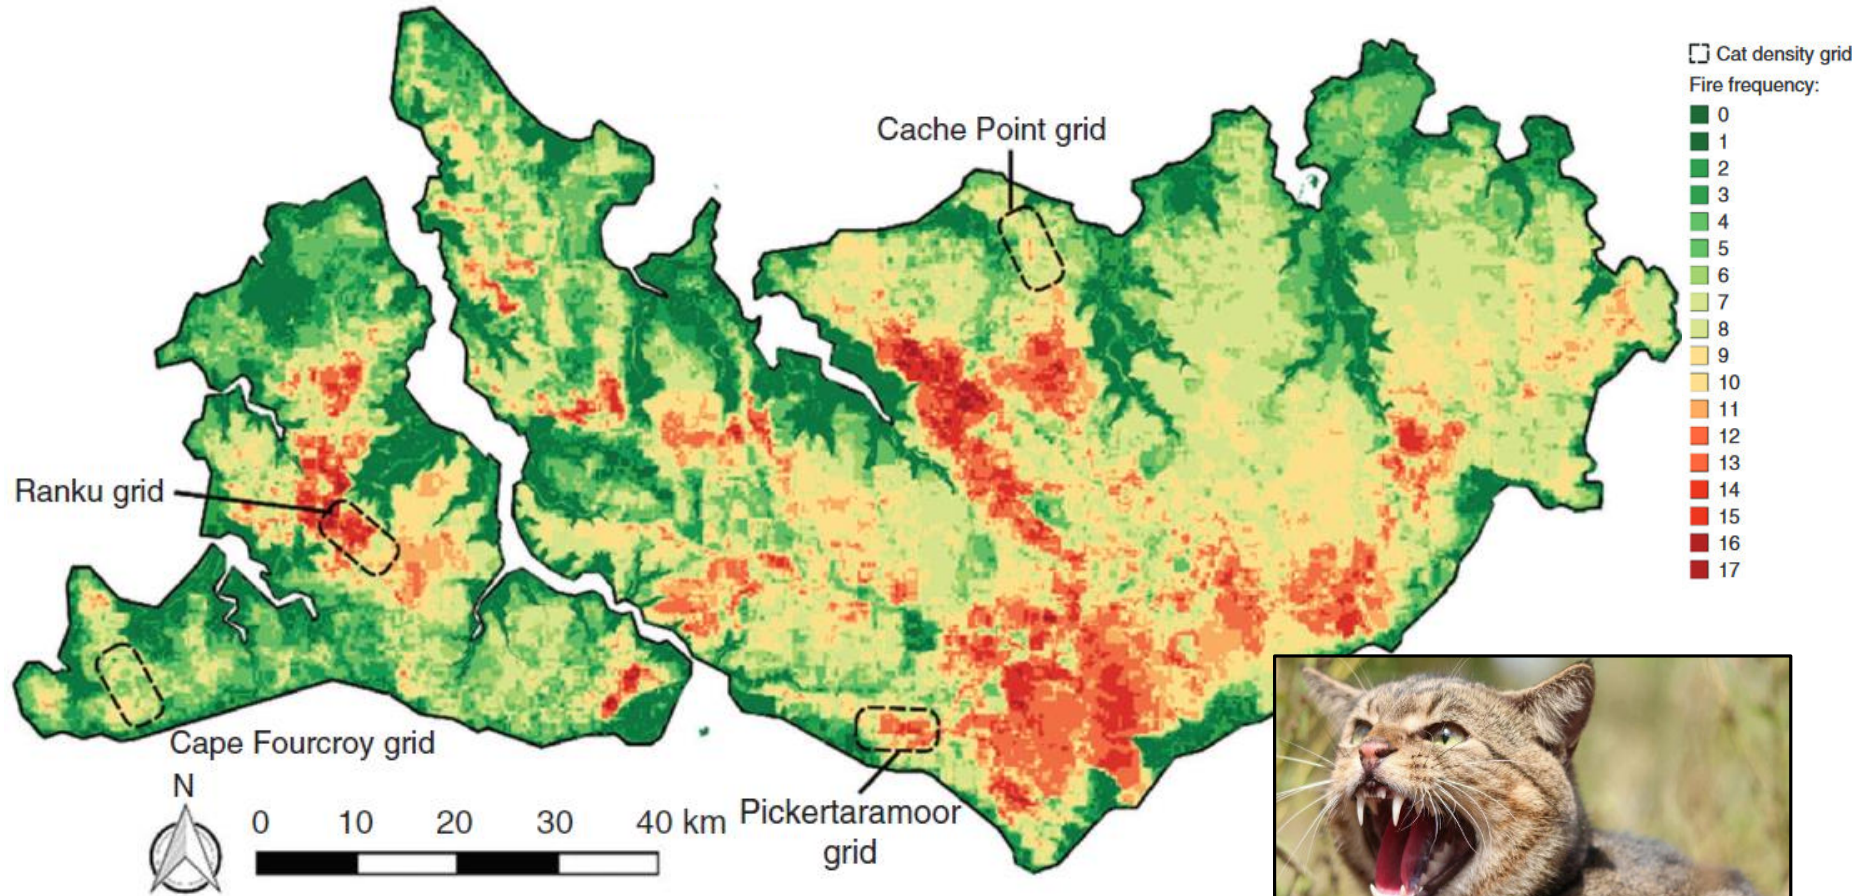 Cache Point grid
Cat density grid
Fire frequency:
0
1
2
3
4
5
6
7
8
9
10
11
12
13
14
15
16
17
Ranku grid
Cape Fourcroy grid
N
0 10 20 30 40 km
Pickertaramoor
grid